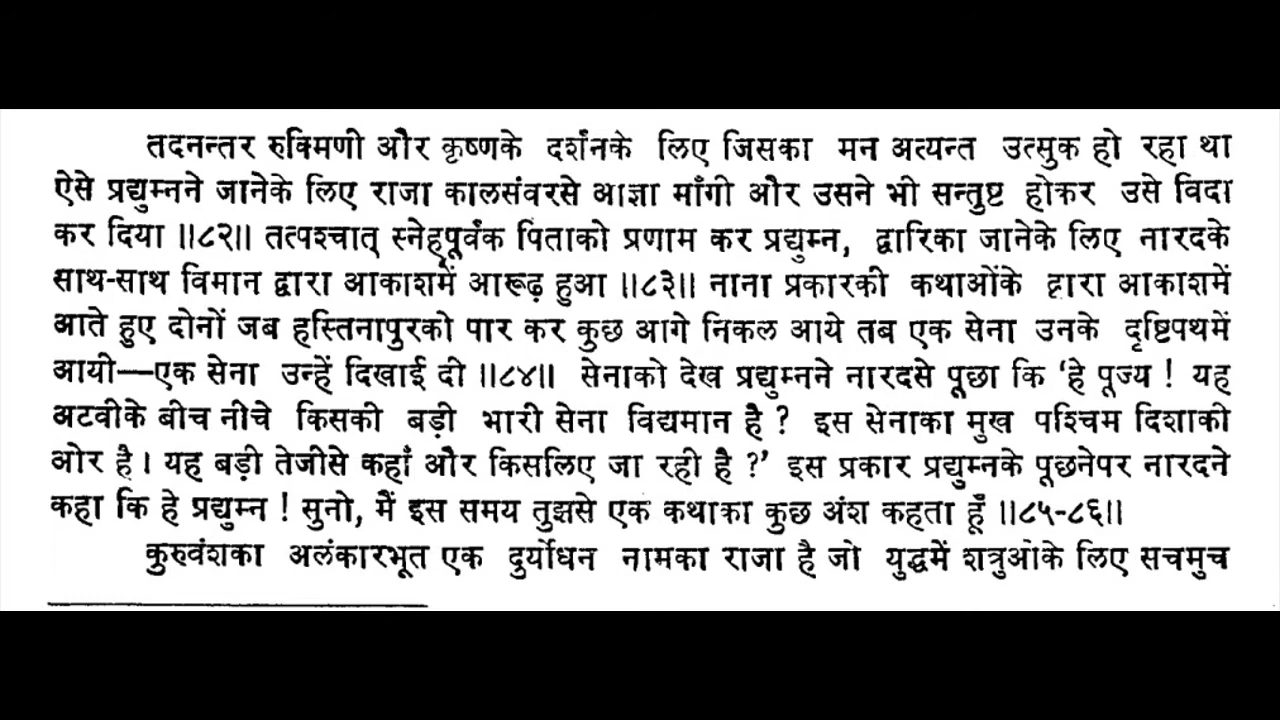 तदनन्तर रुक्मिणी और कृष्णके दर्शनके लिए जिसका मन अत्यन्त उत्सुक हो रहा था
ऐसे प्रद्युम्नने जानेके लिए राजा कालसंवरसे आज्ञा माँगी और उसने भी सन्तुष्ट होकर उसे विदा
कर दिया ॥८२॥ तत्पश्चात् स्नेहपूर्वक पिताको प्रणाम कर प्रद्युम्न, द्वारिका जानेके लिए नारदके
साथ-साथ विमान द्वारा आकाशमें आरूढ़ हुआ ॥८३॥ नाना प्रकारकी कथाओंके द्वारा आकाशमें
आते हुए दोनों जब हस्तिनापुरको पार कर कुछ आगे निकल आये तब एक सेना उनके दृष्टिपथमें
आयी—एक सेना उन्हें दिखाई दी ॥८४॥ सेनाको देख प्रद्युम्नने नारदसे पूछा कि ‘हे पूज्य ! यह
अटवीके बीच नीचे किसकी बड़ी भारी सेना विद्यमान है ? इस सेनाका मुख पश्चिम दिशाकी
ओर है। यह बड़ी तेजीसे कहाँ और किसलिए जा रही है ?’ इस प्रकार प्रद्युम्नके पूछनेपर नारदने
कहा कि हे प्रद्युम्न ! सुनो, मैं इस समय तुझसे एक कथाका कुछ अंश कहता हूँ ॥८५-८६॥
कुरुवंशका अलंकारभूत एक दुर्योधन नामका राजा है जो युद्धमें शत्रुओंके लिए सचमुच